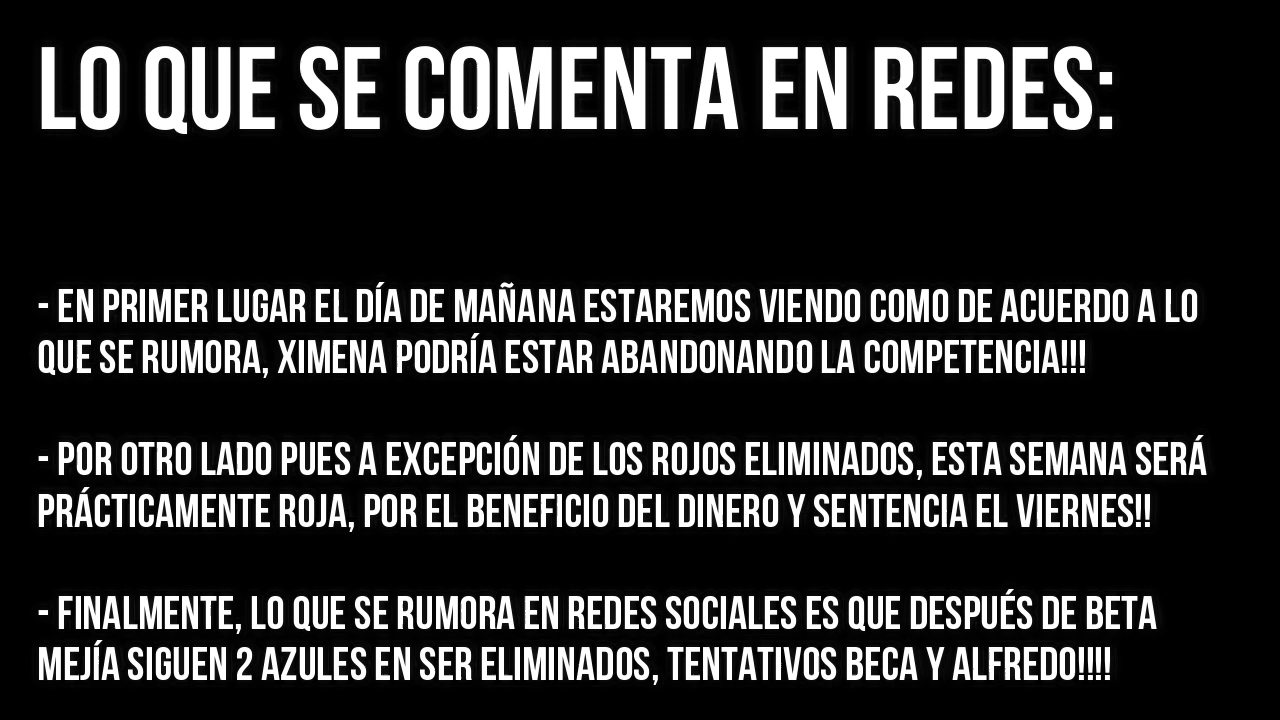 LO QUE SE COMENTA EN REDES:
- EN PRIMER LUGAR EL DÍA DE MAÑANA ESTAREMOS VIENDO COMO DE ACUERDO A LO
QUE SE RUMORA, XIMENA PODRÍA ESTAR ABANDONANDO LA COMPETENCIA!!!
- POR OTRO LADO PUES A EXCEPCIÓN DE LOS ROJOS ELIMINADOS, ESTA SEMANA SERÁ
PRÁCTICAMENTE ROJA, POR EL BENEFICIO DEL DINERO Y SENTENCIA EL VIERNES!!
- FINALMENTE, LO QUE SE RUMORA EN REDES SOCIALES ES QUE DESPUÉS DE BETA
MEJÍA SIGUEN 2 AZULES EN SER ELIMINADOS, TENTATIVOS BECA Y ALFREDO!!!!